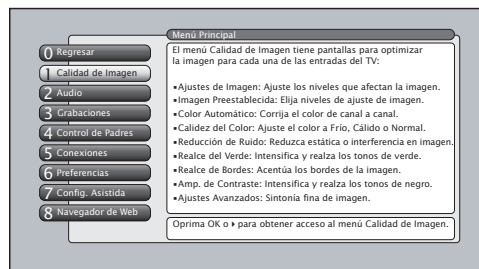 Menú Principal
0 Regresar
1 Calidad de Imagen
2 Audio
3 Grabaciones
4 Control de Padres
5 Conexiones
6 Preferencias
7 Config. Asistida
8 Navegador de Web
El menú Calidad de Imagen tiene pantallas para optimizar
la imagen para cada una de las entradas del TV:
▪Ajustes de Imagen: Ajuste los niveles que afectan la imagen.
▪Imagen Preestablecida: Elija niveles de ajuste de imagen.
▪Color Automático: Corrija el color de canal a canal.
▪Calidez del Color: Ajuste el color a Frío, Cálido o Normal.
▪Reducción de Ruido: Reduzca estática o interferencia en imagen.
▪Realce del Verde: Intensifica y realza los tonos de verde.
▪Realce de Bordes: Acentúa los bordes de la imagen.
▪Amp. de Contraste: Intensifica y realza los tonos de negro.
▪Ajustes Avanzados: Sintonía fina de imagen.
Oprima OK o ▸ para obtener acceso al menú Calidad de Imagen.